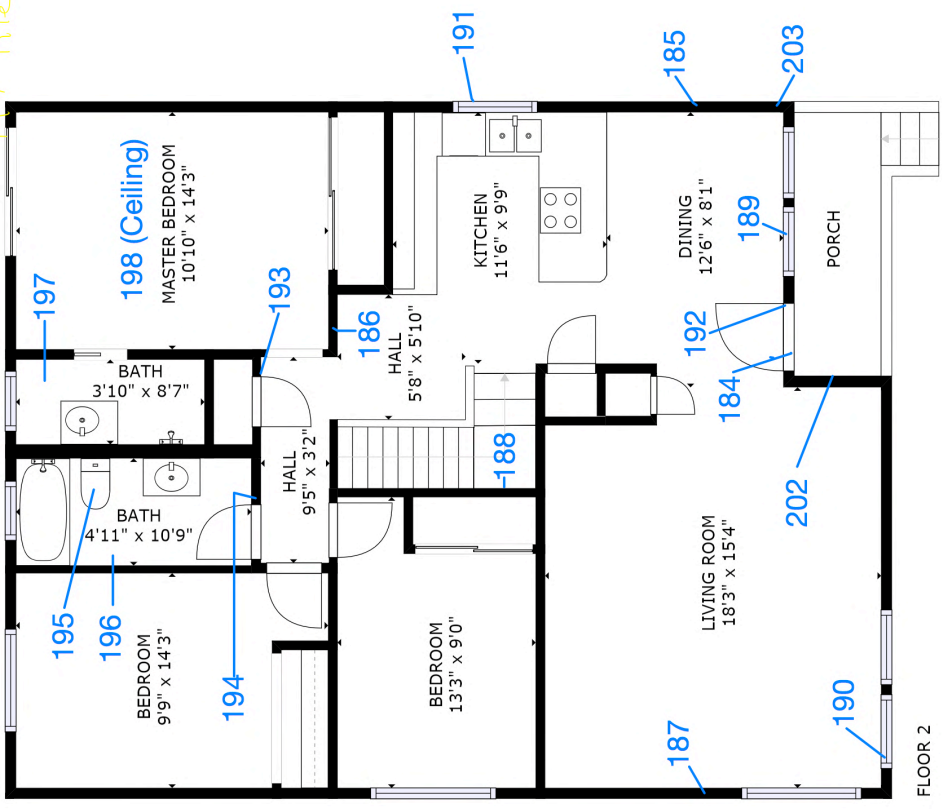 191
185
203
198 (Ceiling)
MASTER BEDROOM
10'10" x 14'3"
KITCHEN
11'6" x 9'9"
DINING
12'6" x 8'1"
189
PORCH
197
193
186
HALL
5'8" x 5'10"
192
184
BATH
3'10" x 8'7"
HALL
9'5" x 3'2"
188
202
BATH
4'11" x 10'9"
195
196
194
BEDROOM
9'9" x 14'3"
BEDROOM
13'3" x 9'0"
LIVING ROOM
18'3" x 15'4"
187
190
FLOOR 2